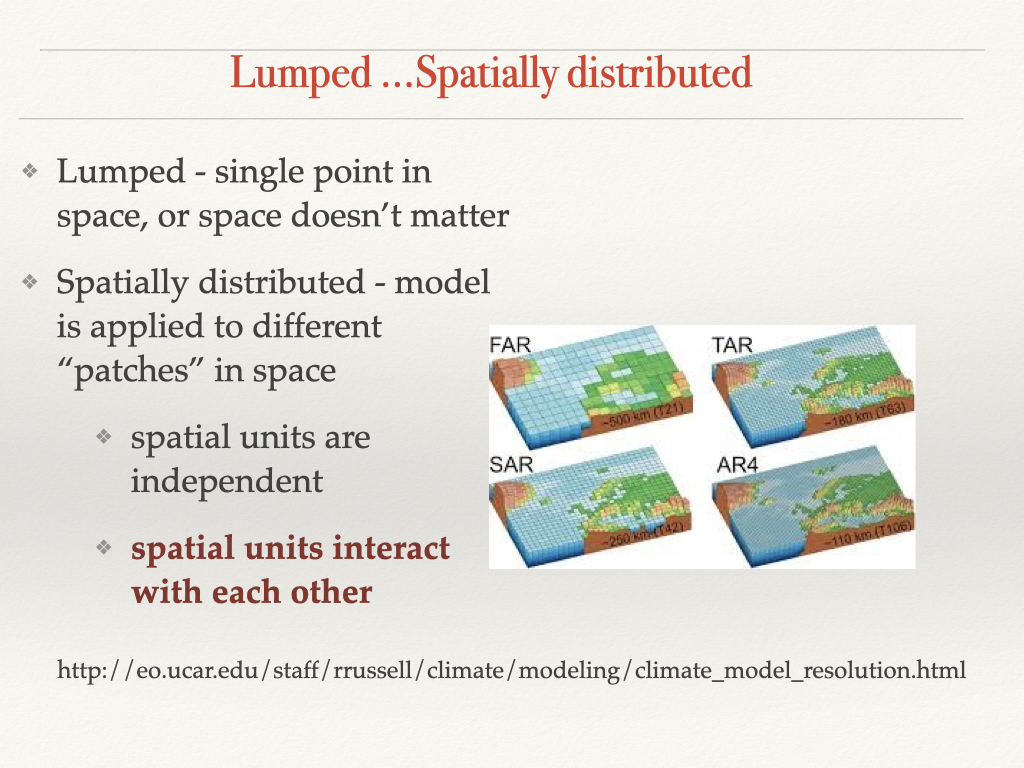 Lumped ...Spatially distributed
❖ Lumped - single point in
space, or space doesn’t matter
❖ Spatially distributed - model
is applied to different
“patches” in space
❖ spatial units are
independent
❖ spatial units interact
with each other
FAR
~500 km (T21)
TAR
~180 km (T63)
SAR
~250 km (T42)
AR4
~110 km (T106)
http://eo.ucar.edu/staff/rrussell/climate/modeling/climate_model_resolution.html